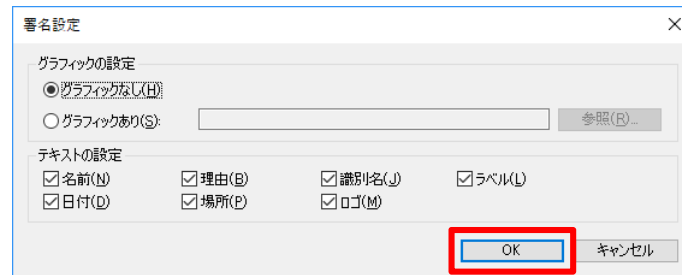 署名設定
グラフィックの設定
グラフィックなし(H)
グラフィックあり(S):
参照(R)...
テキストの設定
名前(N) 理由(B) 識別名(J) ラベル(L)
日付(D) 場所(P) ロゴ(M)
OK キャンセル